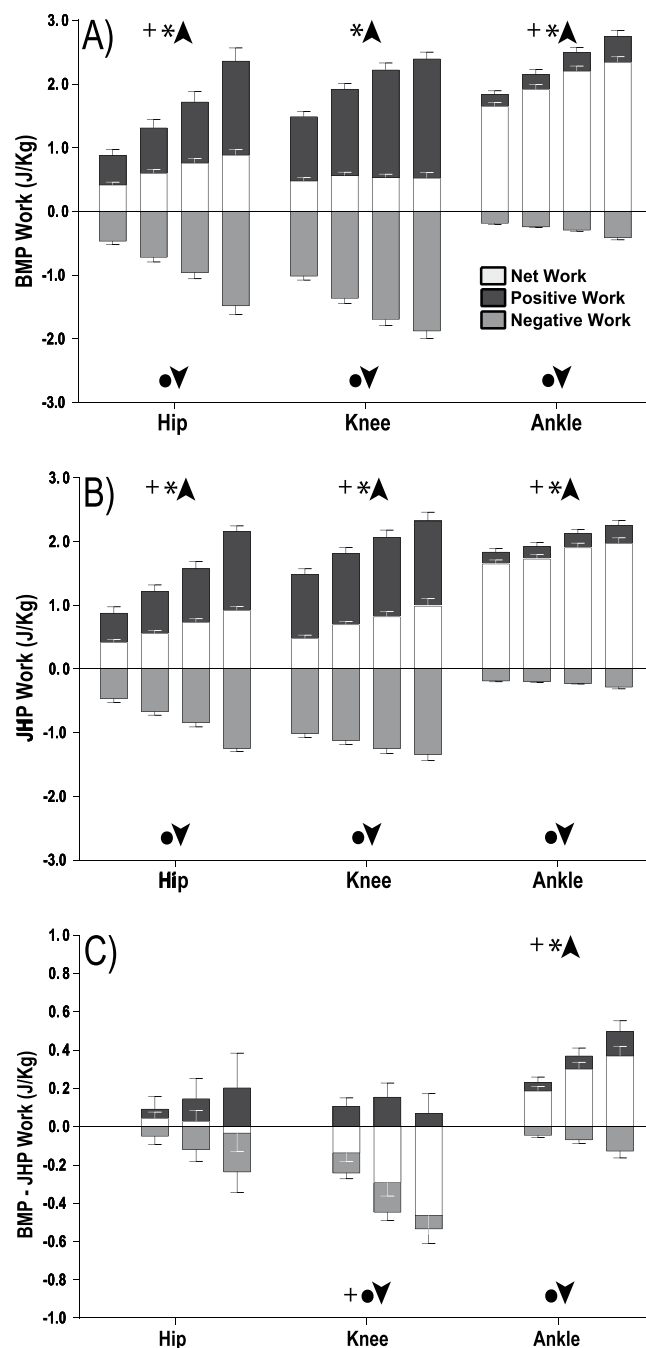 A)
+ *
3.0
2.0
1.0
0.0
-1.0
-2.0
-3.0
BMP Work (J/Kg)
*
+ *
Net Work
Positive Work
Negative Work
Hip Knee Ankle
B)
+ *
+ *
+ *
3.0
2.0
1.0
0.0
-1.0
-2.0
-3.0
JHP Work (J/Kg)
Hip Knee Ankle
C)
+ *
1.0
0.8
0.6
0.4
0.2
0.0
-0.2
-0.4
-0.6
-0.8
-1.0
BMP - JHP Work (J/Kg)
+
Hip Knee Ankle